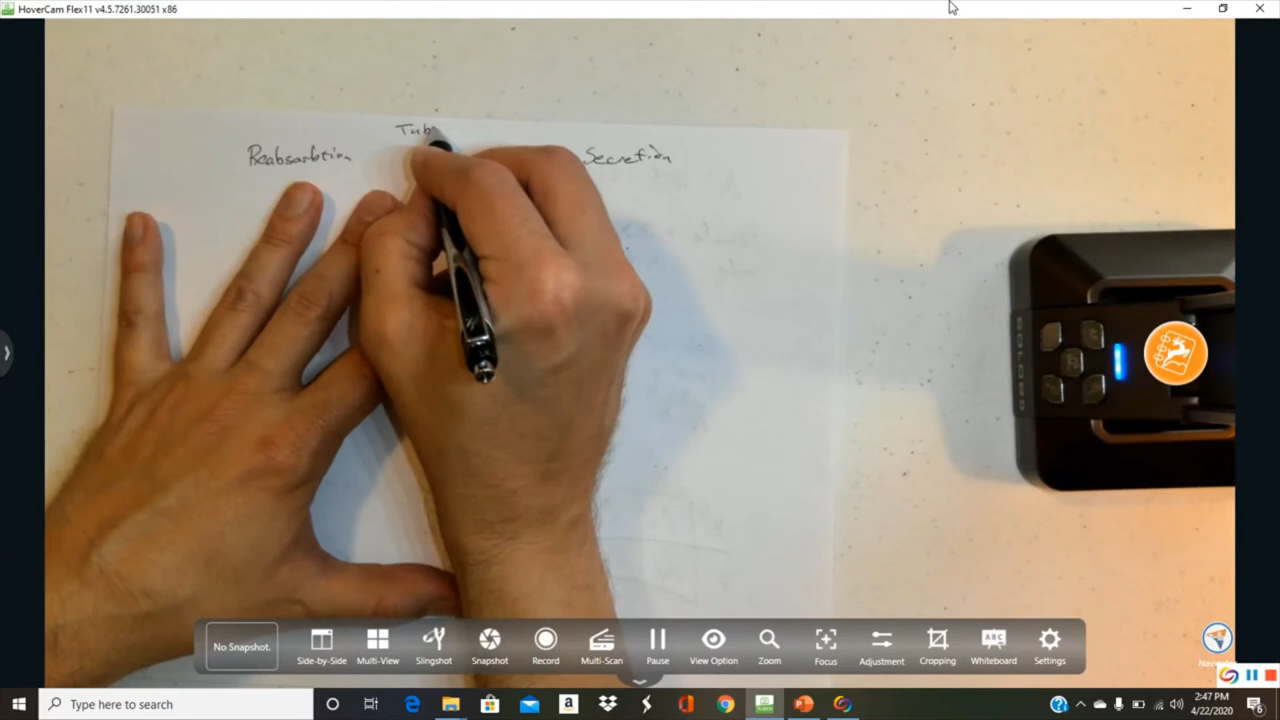 HoverCam Flex11 v4.5.7261.30051 x86
Tub
Reabsorbtion Secretion
No Snapshot.
Side-by-Side Multi-View Slingshot Snapshot Record Multi-Scan Pause View Option Zoom Focus Adjustment Cropping Whiteboard Settings
ABC
Type here to search
2:47 PM
4/22/2020
6